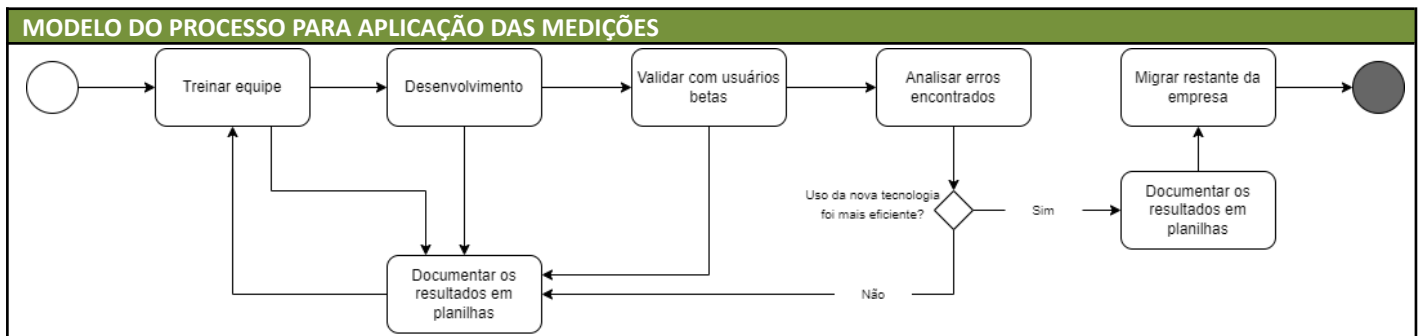 MODELO DO PROCESSO PARA APLICAÇÃO DAS MEDIÇÕES
Treinar equipe
Desenvolvimento
Validar com usuários
betas
Analisar erros
encontrados
Migrar restante da
empresa
Uso da nova tecnologia
foi mais eficiente?
Sim
Documentar os
resultados em
planilhas
Documentar os
resultados em
planilhas
Não